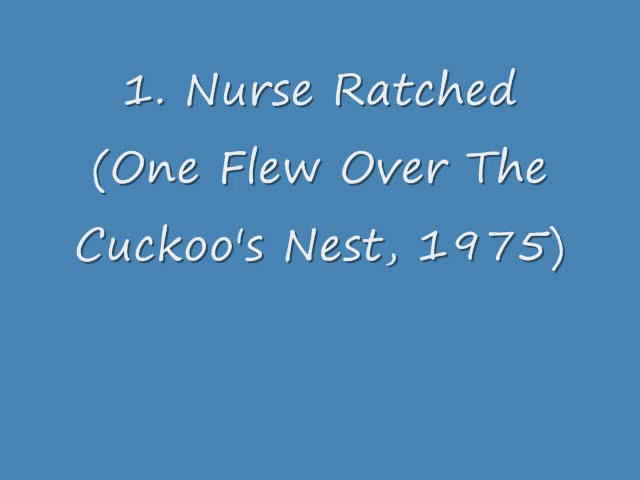 1. Nurse Ratched
(One Flew Over The
Cuckoo's Nest, 1975)